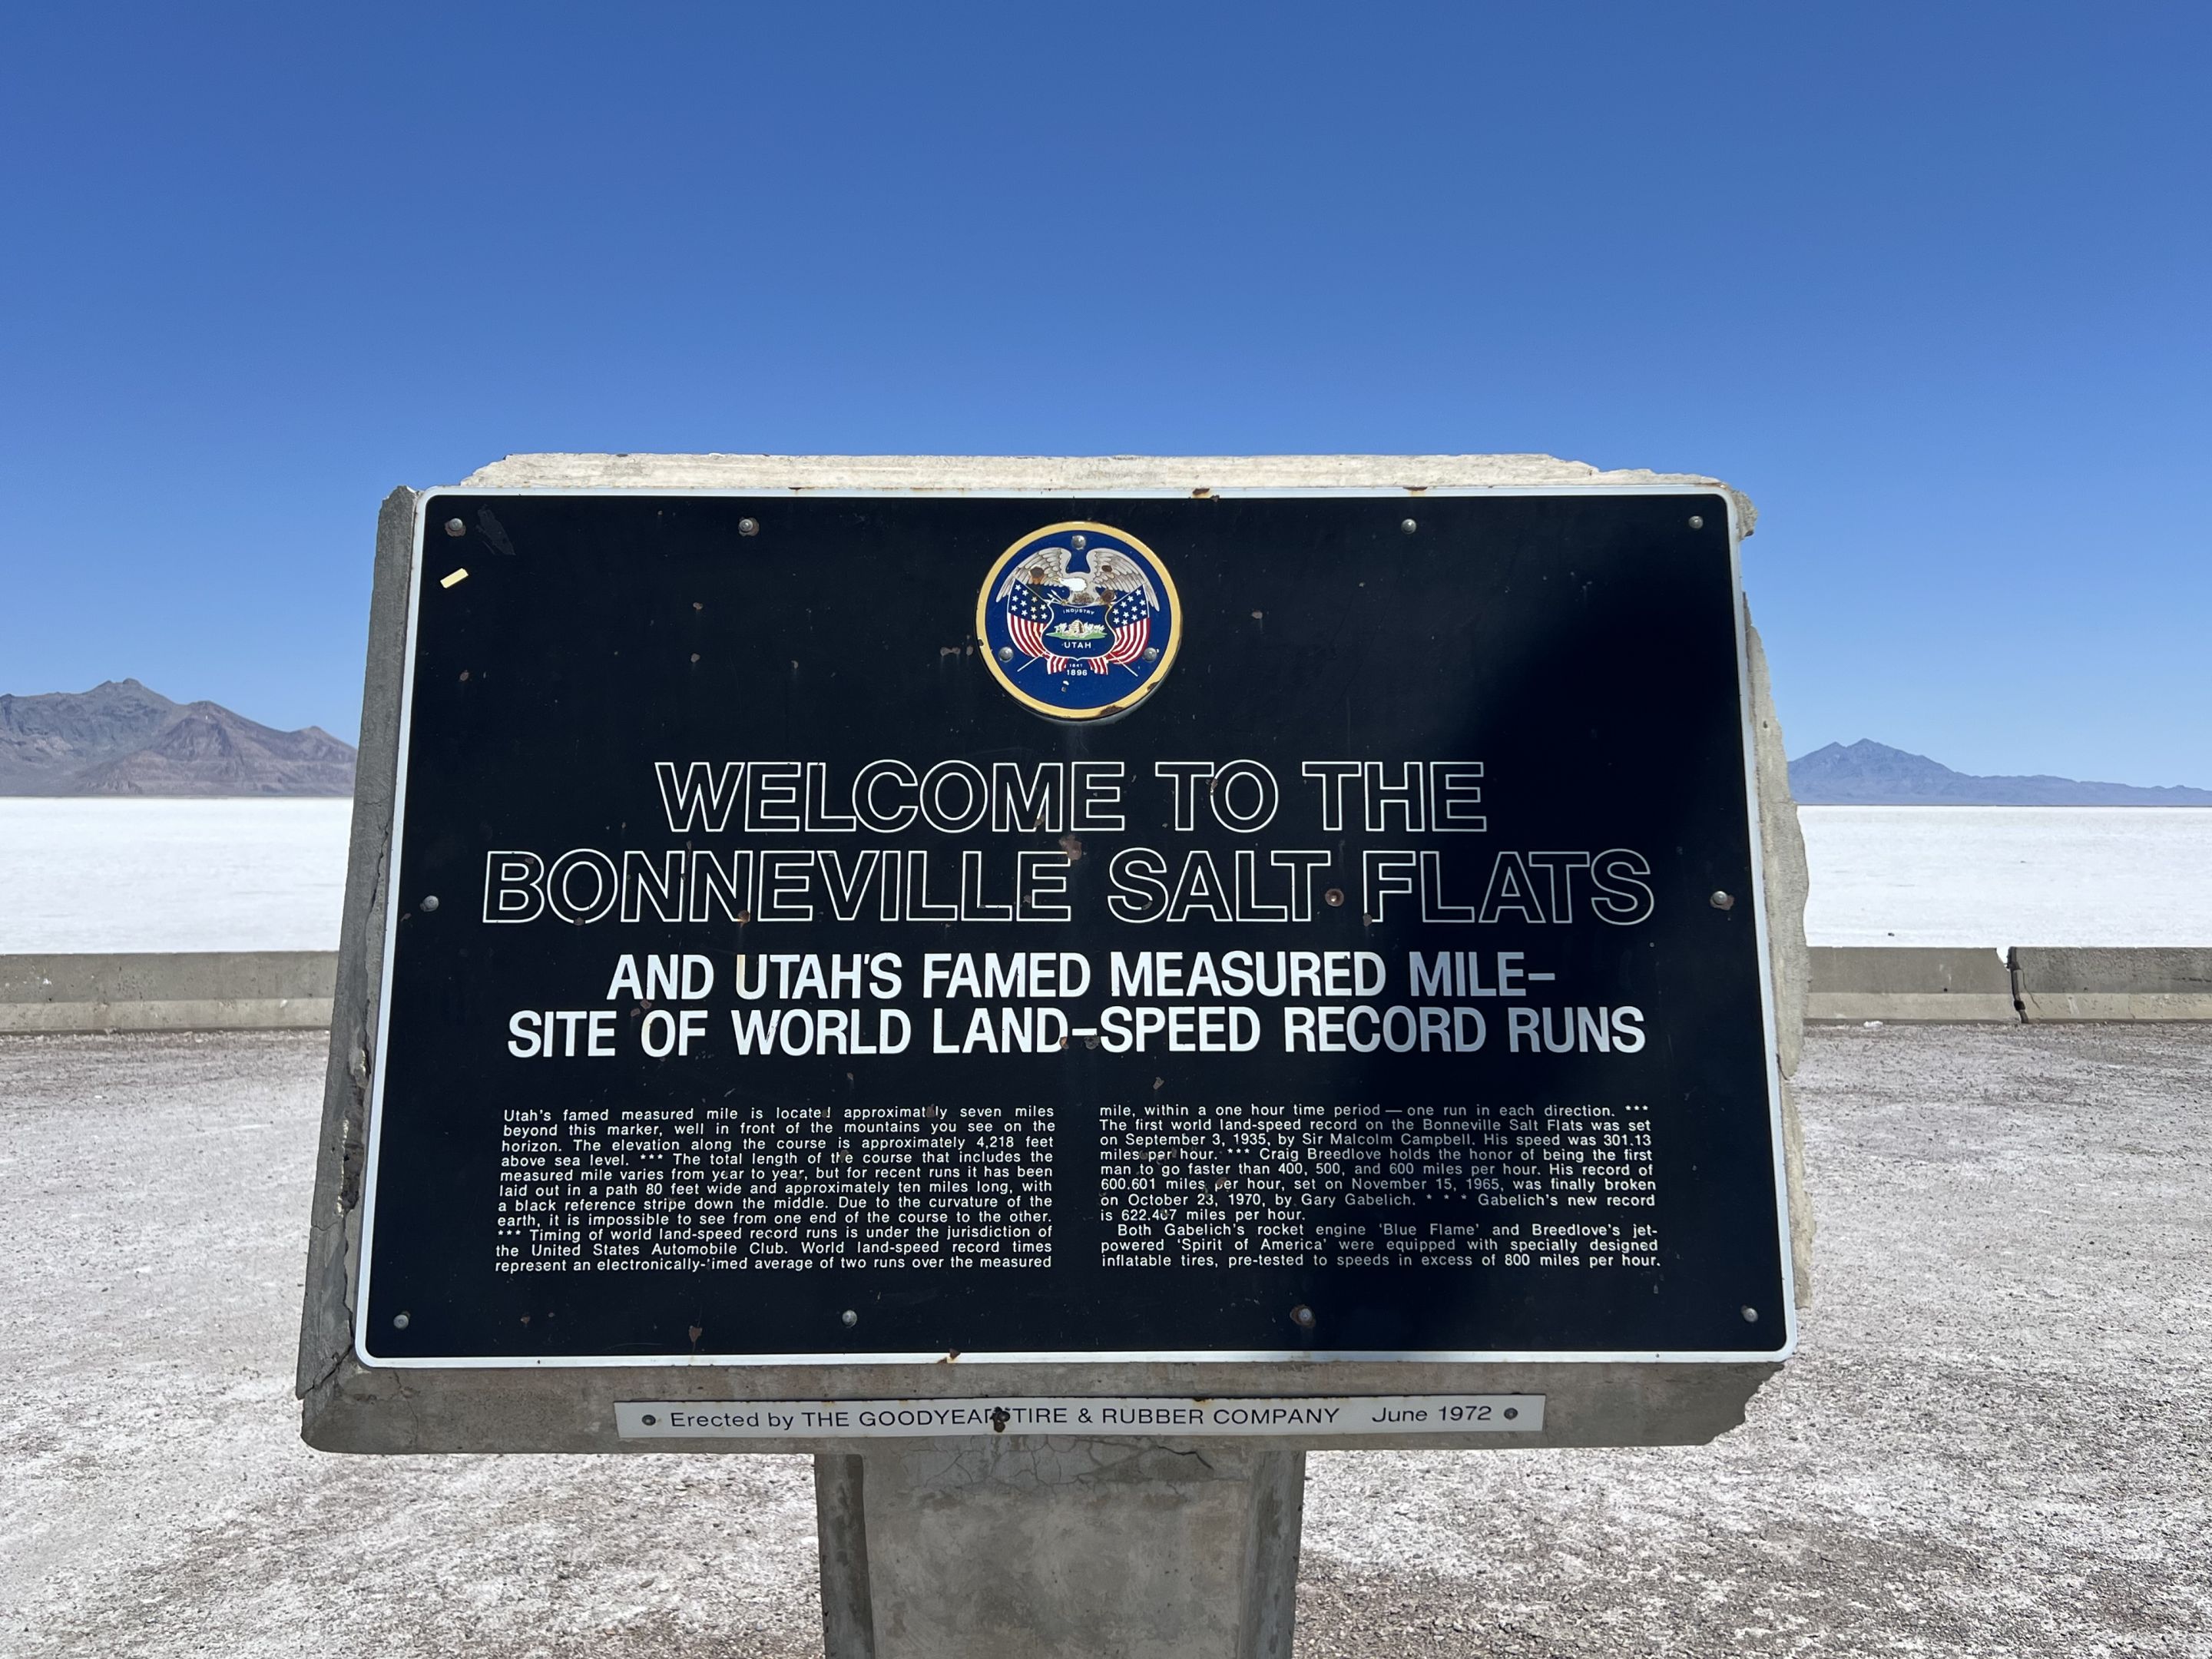 INDUSTRY
UTAH
1847
1896
WELCOME TO THE
BONNEVILLE SALT FLATS
AND UTAH'S FAMED MEASURED MILE–
SITE OF WORLD LAND–SPEED RECORD RUNS
Utah's famed measured mile is located approximately seven miles
beyond this marker, well in front of the mountains you see on the
horizon. The elevation along the course is approximately 4,218 feet
above sea level. *** The total length of the course that includes the
measured mile varies from year to year, but for recent runs it has been
laid out in a path 80 feet wide and approximately ten miles long, with
a black reference stripe down the middle. Due to the curvature of the
earth, it is impossible to see from one end of the course to the other.
*** Timing of world land-speed record runs is under the jurisdiction of
the United States Automobile Club. World land-speed record times
represent an electronically-timed average of two runs over the measured
mile, within a one hour time period — one run in each direction. ***
The first world land-speed record on the Bonneville Salt Flats was set
on September 3, 1935, by Sir Malcolm Campbell. His speed was 301.13
miles per hour. *** Craig Breedlove holds the honor of being the first
man to go faster than 400, 500, and 600 miles per hour. His record of
600.601 miles per hour, set on November 15, 1965, was finally broken
on October 23, 1970, by Gary Gabelich. * * * Gabelich's new record
is 622.407 miles per hour.
Both Gabelich's rocket engine 'Blue Flame' and Breedlove's jet-
powered 'Spirit of America' were equipped with specially designed
inflatable tires, pre-tested to speeds in excess of 800 miles per hour.
Erected by THE GOODYEAR TIRE & RUBBER COMPANY June 1972